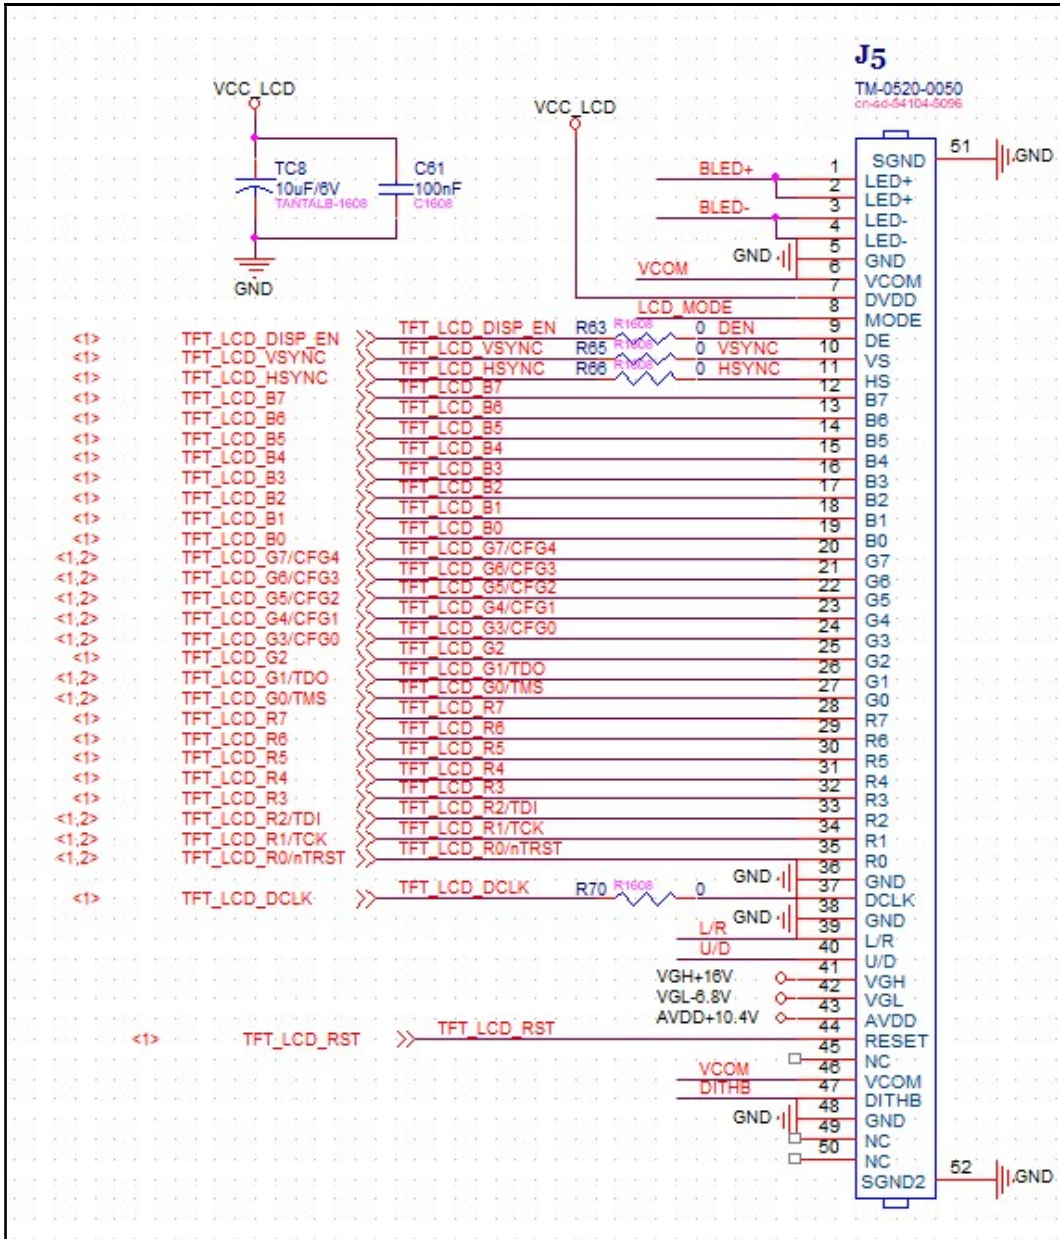 J5
TM-0520-0050
cn-sd-54104-5096
VCC_LCD
VCC_LCD
TC8
10uF/6V
TANTALB-1608
C61
100nF
C1608
GND
51
GND
SGND
BLED+ 1 LED+
2 LED+
BLED- 3 LED-
4 LED-
GND 5 GND
VCOM 6 VCOM
7 DVDD
LCD_MODE 8 MODE
<1> TFT_LCD_DISP_EN TFT_LCD_DISP_EN R63 R1608 0 DEN 9 DE
<1> TFT_LCD_VSYNC TFT_LCD_VSYNC R65 R1608 0 VSYNC 10 VS
<1> TFT_LCD_HSYNC TFT_LCD_HSYNC R66 R1608 0 HSYNC 11 HS
<1> TFT_LCD_B7 TFT_LCD_B7 12 B7
<1> TFT_LCD_B6 TFT_LCD_B6 13 B6
<1> TFT_LCD_B5 TFT_LCD_B5 14 B5
<1> TFT_LCD_B4 TFT_LCD_B4 15 B4
<1> TFT_LCD_B3 TFT_LCD_B3 16 B3
<1> TFT_LCD_B2 TFT_LCD_B2 17 B2
<1> TFT_LCD_B1 TFT_LCD_B1 18 B1
<1> TFT_LCD_B0 TFT_LCD_B0 19 B0
<1,2> TFT_LCD_G7/CFG4 TFT_LCD_G7/CFG4 20 G7
<1,2> TFT_LCD_G6/CFG3 TFT_LCD_G6/CFG3 21 G6
<1,2> TFT_LCD_G5/CFG2 TFT_LCD_G5/CFG2 22 G5
<1,2> TFT_LCD_G4/CFG1 TFT_LCD_G4/CFG1 23 G4
<1,2> TFT_LCD_G3/CFG0 TFT_LCD_G3/CFG0 24 G3
<1> TFT_LCD_G2 TFT_LCD_G2 25 G2
<1,2> TFT_LCD_G1/TDO TFT_LCD_G1/TDO 26 G1
<1,2> TFT_LCD_G0/TMS TFT_LCD_G0/TMS 27 G0
<1> TFT_LCD_R7 TFT_LCD_R7 28 R7
<1> TFT_LCD_R6 TFT_LCD_R6 29 R6
<1> TFT_LCD_R5 TFT_LCD_R5 30 R5
<1> TFT_LCD_R4 TFT_LCD_R4 31 R4
<1> TFT_LCD_R3 TFT_LCD_R3 32 R3
<1,2> TFT_LCD_R2/TDI TFT_LCD_R2/TDI 33 R2
<1,2> TFT_LCD_R1/TCK TFT_LCD_R1/TCK 34 R1
<1,2> TFT_LCD_R0/nTRST TFT_LCD_R0/nTRST 35 R0
GND 36 GND
<1> TFT_LCD_DCLK TFT_LCD_DCLK R70 R1608 0 37 DCLK
GND 38 GND
L/R 39 L/R
U/D 40 U/D
VGH+16V 41 VGH
VGL-6.8V 42 VGL
AVDD+10.4V 43 AVDD
<1> TFT_LCD_RST TFT_LCD_RST 44 RESET
45 NC
VCOM 46 VCOM
DITHB 47 DITHB
GND 48 GND
49 NC
50 NC
SGND2 52 GND